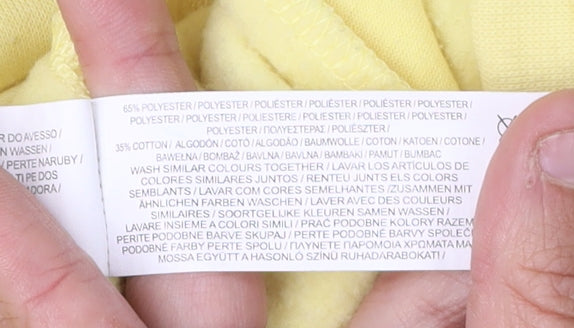 R DO AVESSO /
N WASSEN /
/ PERTE NARUBY /
TI PE DOS
ADORA /
65% POLYESTER / POLYESTER / POLIÉSTER / POLIÉSTER / POLIÉSTER /
POLYESTER / POLYESTER / POLIESTERE / POLIESTER / POLYESTER / POLYESTER /
POLYESTER / ΠΟΛΥΕΣΤΕΡΑΣ / POLIÉSZTER /
35% COTTON / ALGODÓN / COTÓ / ALGODÃO / BAUMWOLLE / COTON / KATOEN / COTONE /
BAWEŁNA / BOMBAŽ / BAVLNA / BAVLNA / BAMBAKI / PAMUT / BUMBAC
WASH SIMILAR COLOURS TOGETHER / LAVAR LOS ARTÍCULOS DE
COLORES SIMILARES JUNTOS / RENTEU JUNTS ELS COLORS
SEMBLANTS / LAVAR COM CORES SEMELHANTES /ZUSAMMEN MIT
ÄHNLICHEN FARBEN WASCHEN / LAVER AVEC DES COULEURS
SIMILAIRES / SOORTGELIJKE KLEUREN SAMEN WASSEN /
LAVARE INSIEME A COLORI SIMILI / PRAĆ PODOBNE KOLORY RAZEM
PERITE PODOBNE BARVE SKUPAJ / PERTE PODOBNÉ BARVY SPOLEČ
PODOBNÉ FARBY PERTE SPOLU / ΠΛΥΝΕΤΕ ΠΑΡΟΜΟΙΑ ΧΡΩΜΑΤΑ ΜΑ
MOSSA EGYÜTT A HASONLÓ SZÍNŰ RUHADARABOKAT! /